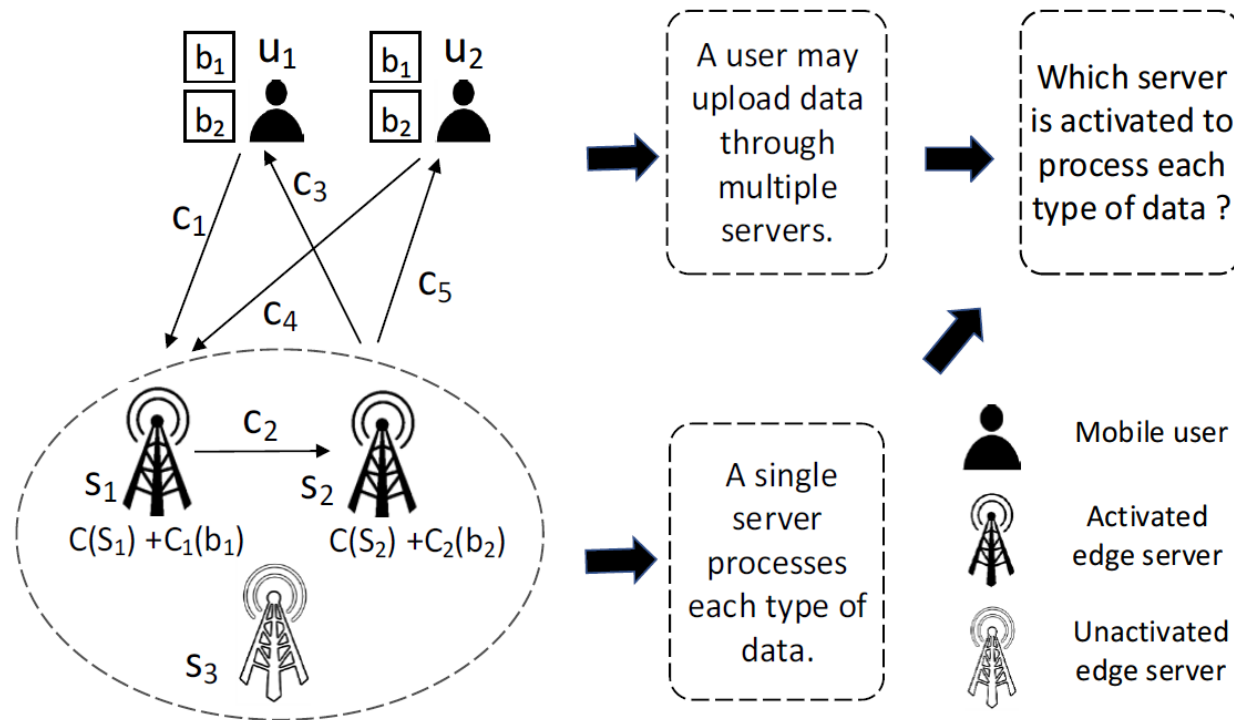 b₁ u₁
b₂
b₁ u₂
b₂
c₁
c₃
c₄
c₅
c₂
s₁
s₂
C(S₁) +C₁(b₁)
C(S₂) +C₂(b₂)
s₃
A user may
upload data
through
multiple
servers.
Which server
is activated to
process each
type of data ?
A single
server
processes
each type of
data.
Mobile user
Activated
edge server
Unactivated
edge server